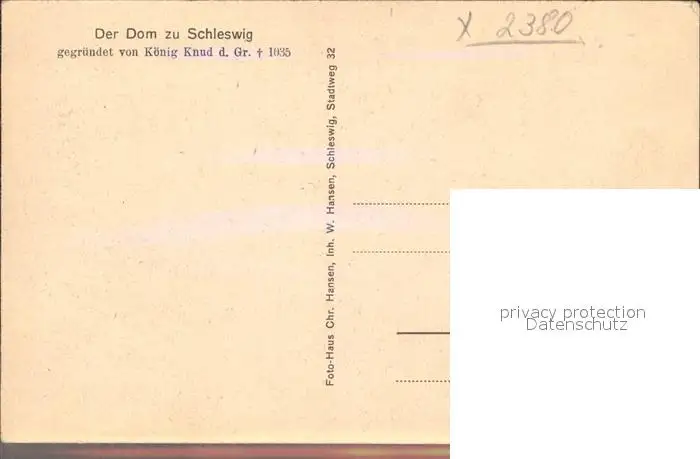 Der Dom zu Schleswig
gegründet von König Knud d. Gr. † 1035
X 2380
Foto-Haus Chr. Hansen, Inh. W. Hansen, Schleswig, Stadtweg 32
privacy protection
Datenschutz